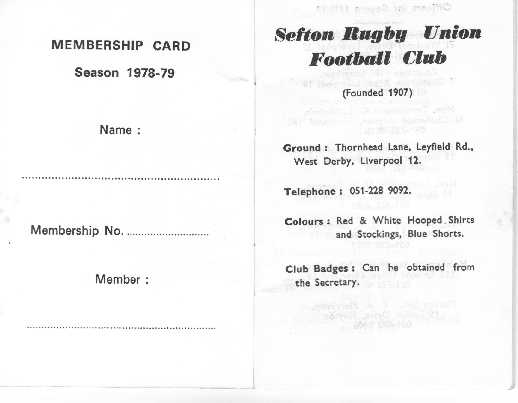 MEMBERSHIP CARD
Season 1978-79
Name :
Membership No. ............................
Member :
Sefton Rugby Union
Football Club
(Founded 1907)
Ground : Thornhead Lane, Leyfield Rd.,
West Derby, Liverpool 12.
Telephone : 051-228 9092.
Colours : Red & White Hooped Shirts
and Stockings, Blue Shorts.
Club Badges : Can be obtained from
the Secretary.